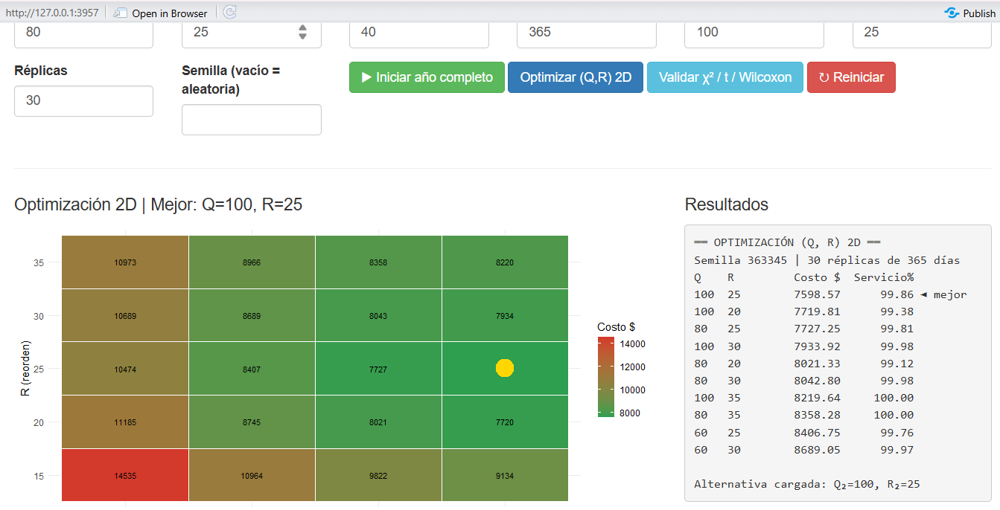 http://127.0.0.1:3957 Open in Browser Publish
80 25 40 365 100 25
Réplicas
30
Semilla (vacío =
aleatoria)
▶ Iniciar año completo
Optimizar (Q,R) 2D
Validar χ² / t / Wilcoxon
↻ Reiniciar
Optimización 2D | Mejor: Q=100, R=25
R (reorden)
35 10973 8966 8358 8220
30 10689 8689 8043 7934
25 10474 8407 7727
20 11185 8745 8021 7720
15 14535 10964 9822 9134
Costo $
14000
12000
10000
8000
Resultados
== OPTIMIZACIÓN (Q, R) 2D ==
Semilla 363345 | 30 réplicas de 365 días
Q R Costo $ Servicio%
100 25 7598.57 99.86 ◄ mejor
100 20 7719.81 99.38
80 25 7727.25 99.81
100 30 7933.92 99.98
80 20 8021.33 99.12
80 30 8042.80 99.98
100 35 8219.64 100.00
80 35 8358.28 100.00
60 25 8406.75 99.76
60 30 8689.05 99.97
Alternativa cargada: Q₂=100, R₂=25